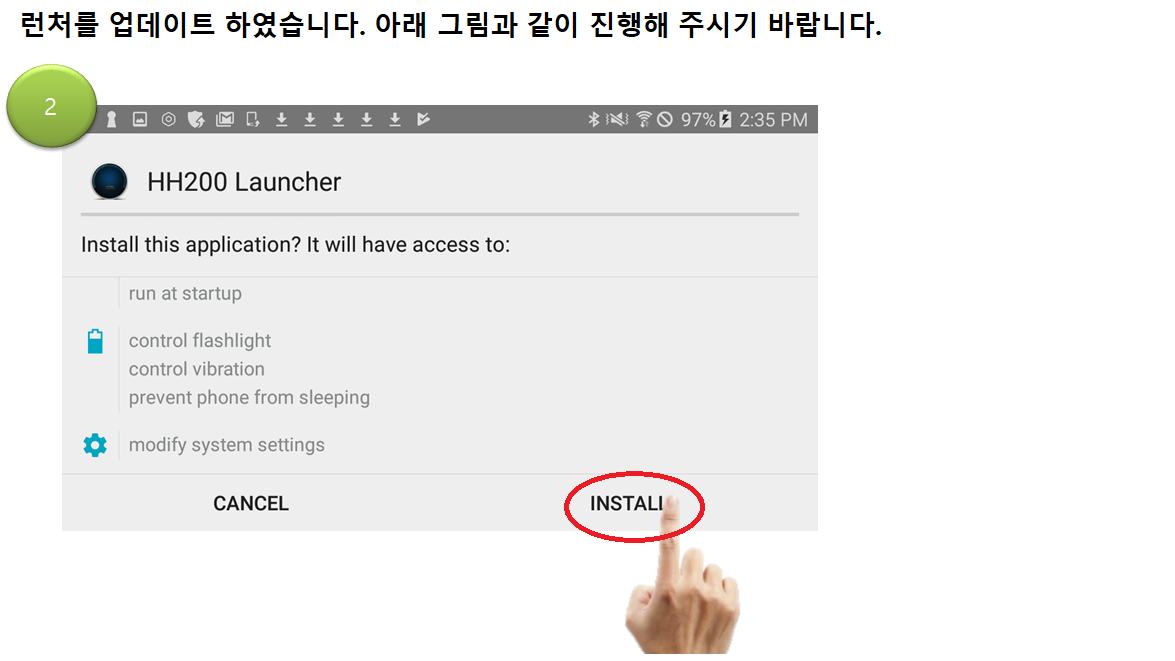 런처를 업데이트 하였습니다. 아래 그림과 같이 진행해 주시기 바랍니다.
2
97% 2:35 PM
HH200 Launcher
Install this application? It will have access to:
run at startup
control flashlight
control vibration
prevent phone from sleeping
modify system settings
CANCEL INSTALL